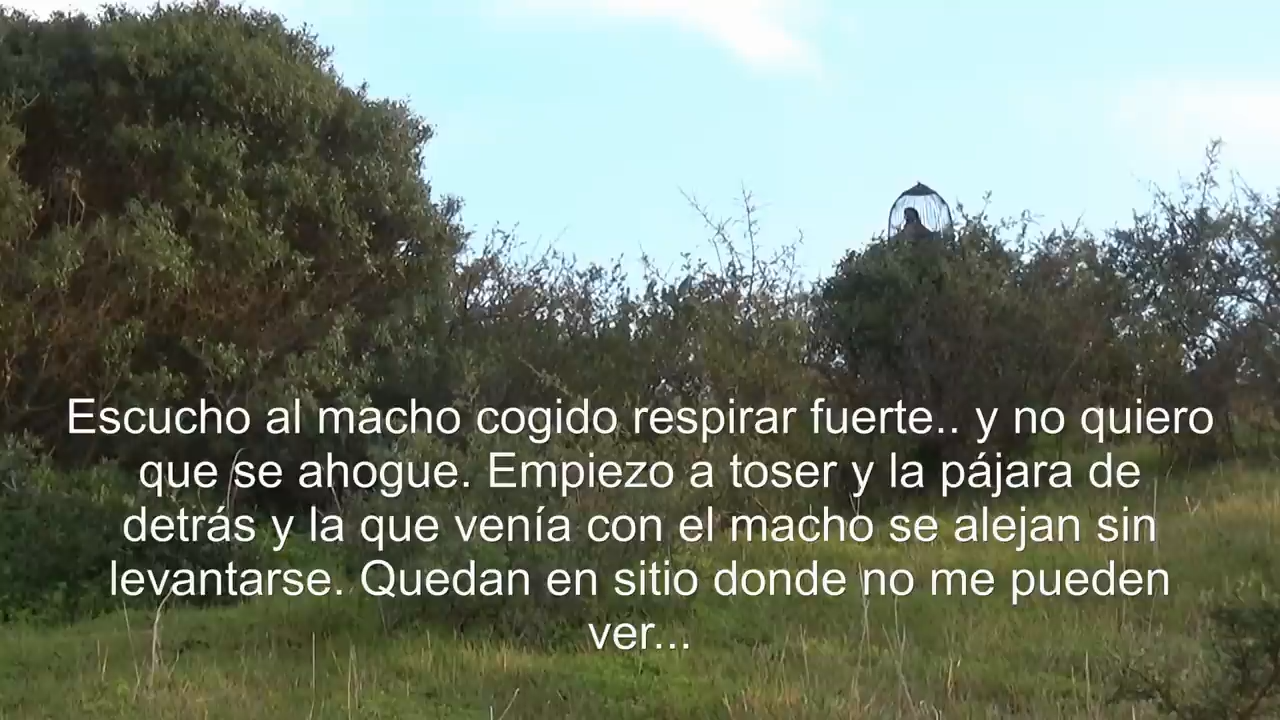 Escucho al macho cogido respirar fuerte.. y no quiero
que se ahogue. Empiezo a toser y la pájara de
detrás y la que venía con el macho se alejan sin
levantarse. Quedan en sitio donde no me pueden
ver...